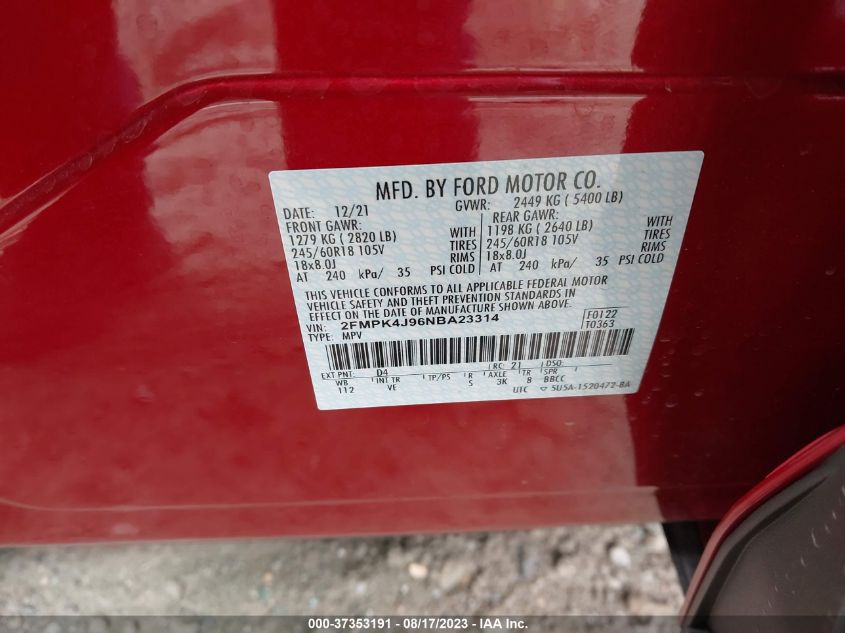 MFD. BY FORD MOTOR CO.
DATE: 12/21 GVWR: 2449 KG ( 5400 LB)
FRONT GAWR: REAR GAWR:
1279 KG ( 2820 LB) WITH 1198 KG ( 2640 LB) WITH
245/60R18 105V TIRES 245/60R18 105V TIRES
18x8.0J RIMS 18x8.0J RIMS
AT 240 kPa/ 35 PSI COLD AT 240 kPa/ 35 PSI COLD
THIS VEHICLE CONFORMS TO ALL APPLICABLE FEDERAL MOTOR
VEHICLE SAFETY AND THEFT PREVENTION STANDARDS IN
EFFECT ON THE DATE OF MANUFACTURE SHOWN ABOVE.
VIN: 2FMPK4J96NBA23314 F0122
TYPE: MPV T0363
EXT PNT: D4 RC: 21 DSO:
WB INT TR TP/PS R AXLE TR SPR
112 VE S 3K 8 BBCC
UTC 5U5A-1520472-BA
000-37353191 - 08/17/2023 - IAA Inc.